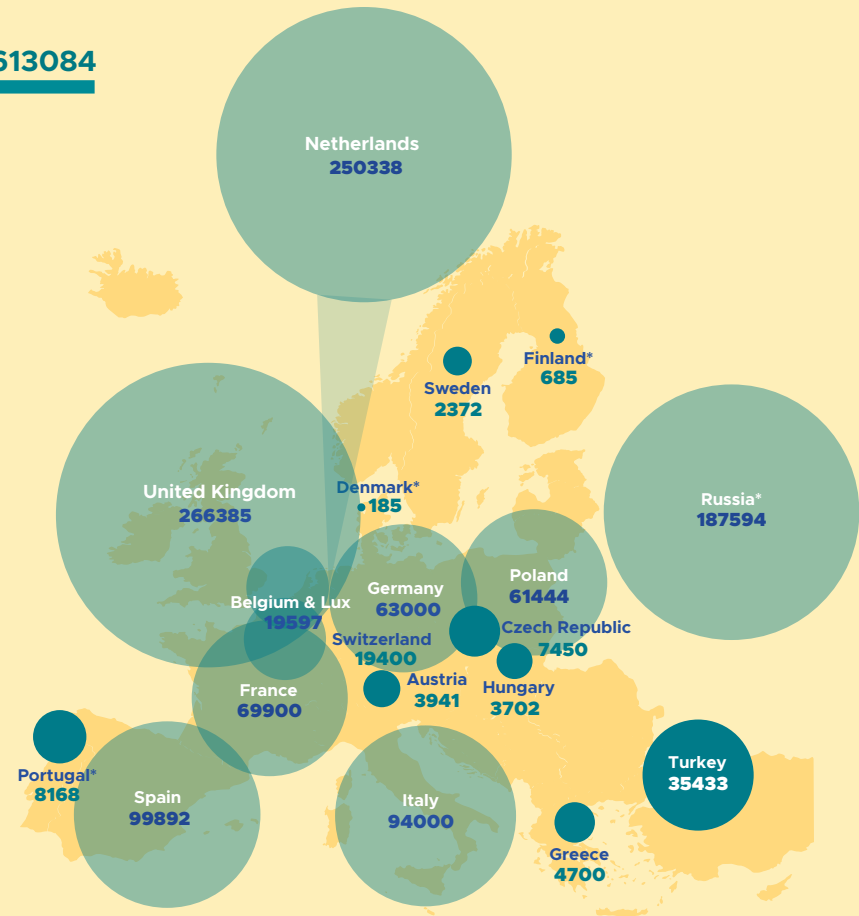 613084
Netherlands
250338
Finland*
685
Sweden
2372
United Kingdom
266385
Denmark*
185
Russia*
187594
Germany
63000
Poland
61444
Belgium & Lux
19597
Switzerland
19400
Czech Republic
7450
Austria
3941
Hungary
3702
France
69900
Portugal*
8168
Spain
99892
Italy
94000
Turkey
35433
Greece
4700